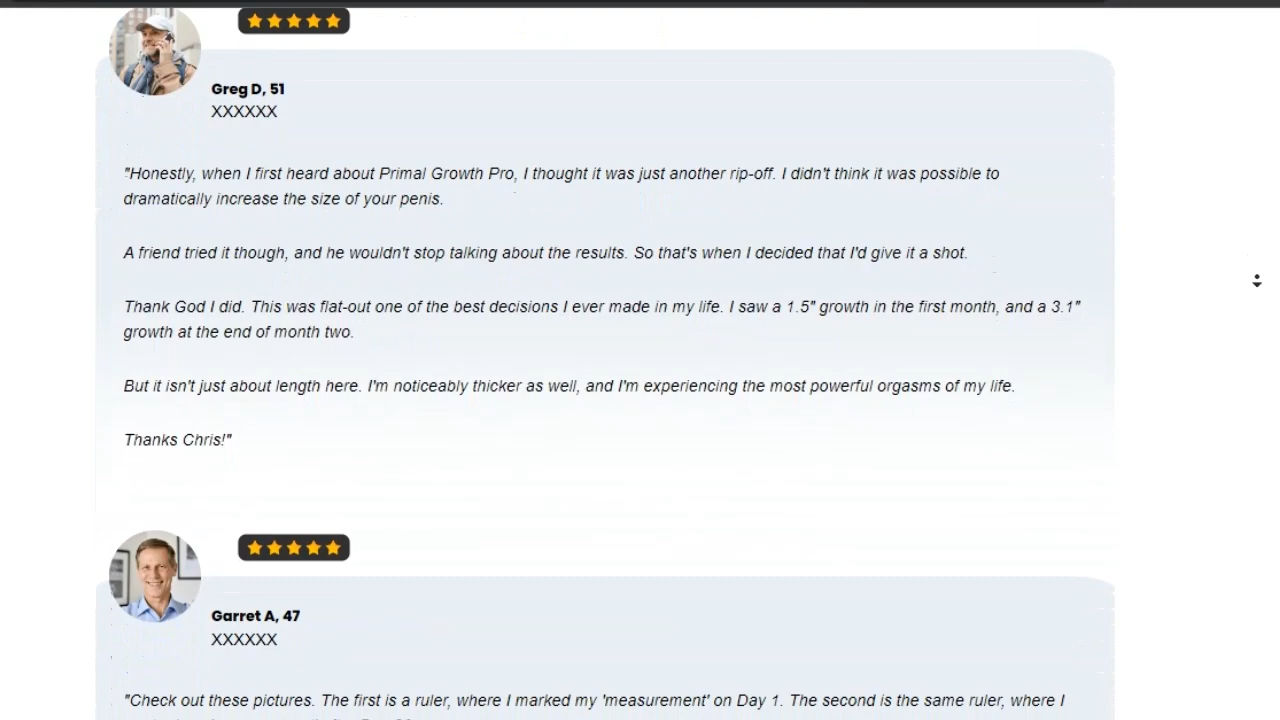 Greg D, 51
XXXXXX
"Honestly, when I first heard about Primal Growth Pro, I thought it was just another rip-off. I didn't think it was possible to
dramatically increase the size of your penis.
A friend tried it though, and he wouldn't stop talking about the results. So that's when I decided that I'd give it a shot.
Thank God I did. This was flat-out one of the best decisions I ever made in my life. I saw a 1.5" growth in the first month, and a 3.1"
growth at the end of month two.
But it isn't just about length here. I'm noticeably thicker as well, and I'm experiencing the most powerful orgasms of my life.
Thanks Chris!"
Garret A, 47
XXXXXX
"Check out these pictures. The first is a ruler, where I marked my 'measurement' on Day 1. The second is the same ruler, where I